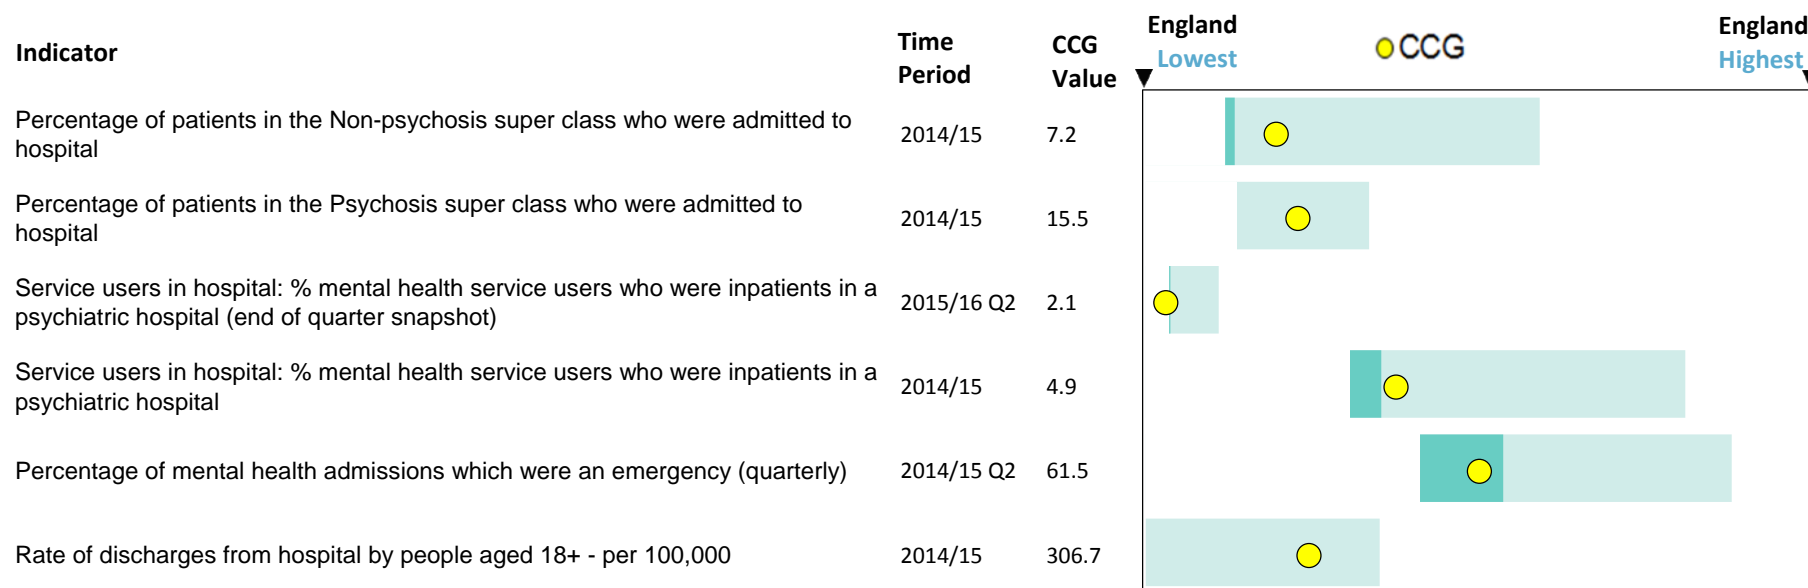 Indicator
Time
Period
CCG
Value
England
Lowest
CCG
England
Highest
Percentage of patients in the Non-psychosis super class who were admitted to
hospital
2014/15
7.2
Percentage of patients in the Psychosis super class who were admitted to
hospital
2014/15
15.5
Service users in hospital: % mental health service users who were inpatients in a
psychiatric hospital (end of quarter snapshot)
2015/16 Q2
2.1
Service users in hospital: % mental health service users who were inpatients in a
psychiatric hospital
2014/15
4.9
Percentage of mental health admissions which were an emergency (quarterly)
2014/15 Q2
61.5
Rate of discharges from hospital by people aged 18+ - per 100,000
2014/15
306.7